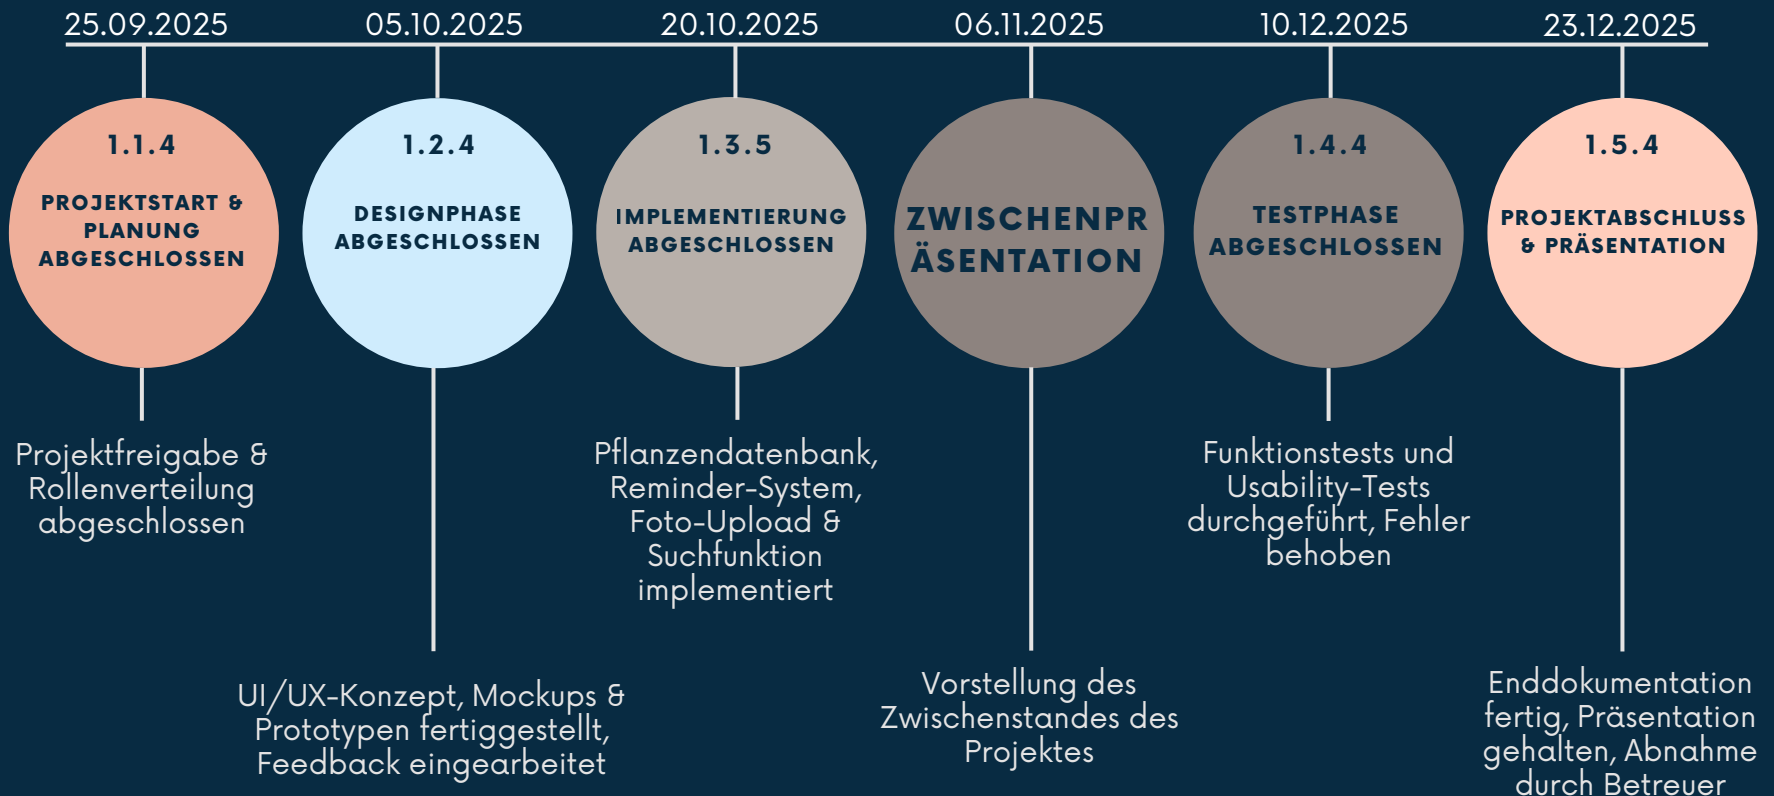 25.09.2025
05.10.2025
20.10.2025
06.11.2025
10.12.2025
23.12.2025
1.1.4
PROJEKTSTART &
PLANUNG
ABGESCHLOSSEN
1.2.4
DESIGNPHASE
ABGESCHLOSSEN
1.3.5
IMPLEMENTIERUNG
ABGESCHLOSSEN
ZWISCHENPR
ÄSENTATION
1.4.4
TESTPHASE
ABGESCHLOSSEN
1.5.4
PROJEKTABSCHLUSS
& PRÄSENTATION
Projektfreigabe &
Rollenverteilung
abgeschlossen
UI/UX-Konzept, Mockups &
Prototypen fertiggestellt,
Feedback eingearbeitet
Pflanzendatenbank,
Reminder-System,
Foto-Upload &
Suchfunktion
implementiert
Vorstellung des
Zwischenstandes des
Projektes
Funktionstests und
Usability-Tests
durchgeführt, Fehler
behoben
Enddokumentation
fertig, Präsentation
gehalten, Abnahme
durch Betreuer